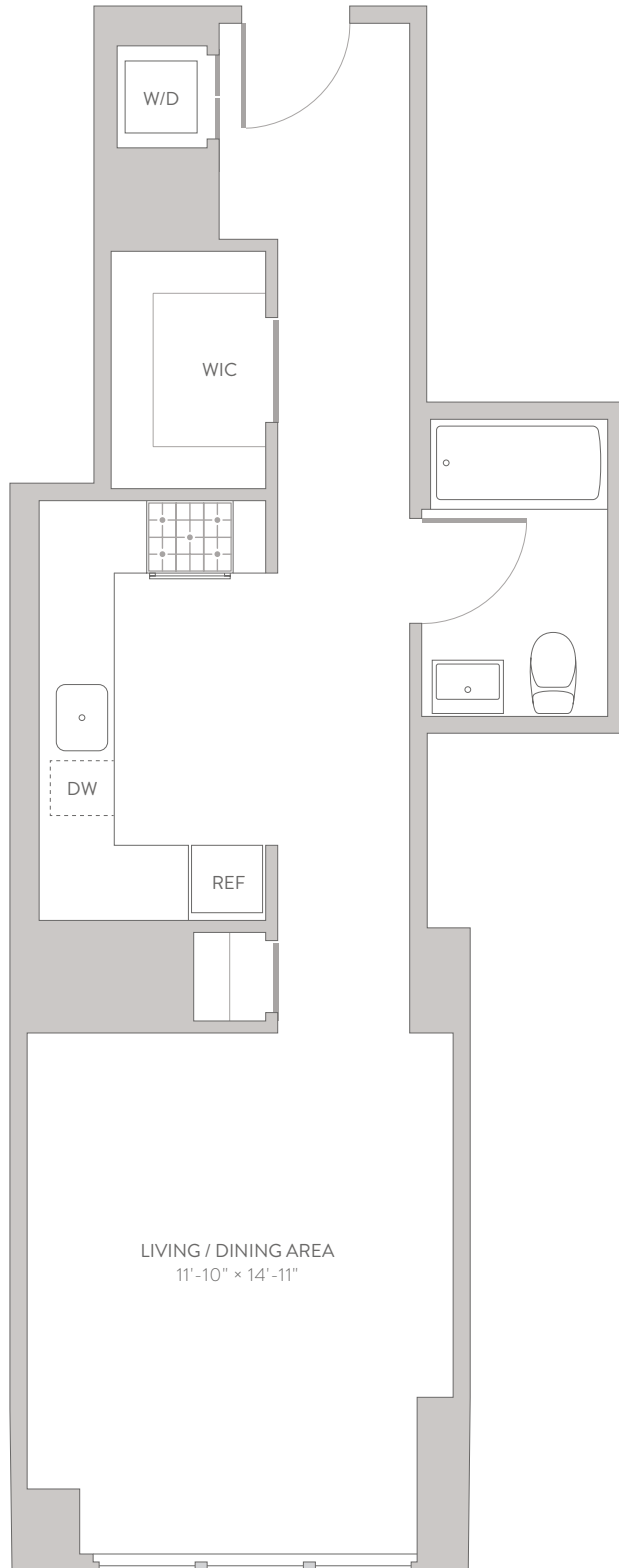 W/D
WIC
DW
REF
LIVING / DINING AREA
11'-10" × 14'-11"